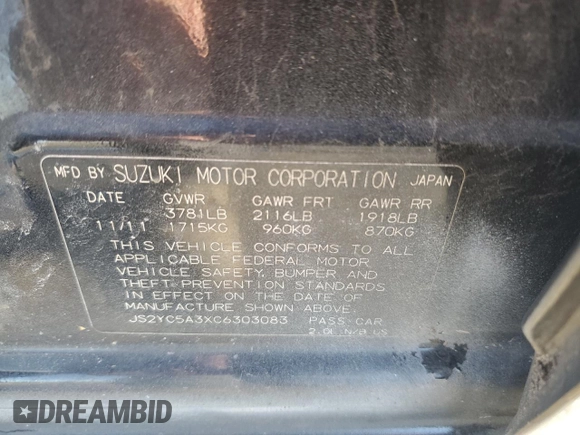 MFD BY SUZUKI MOTOR CORPORATION JAPAN
DATE GVWR GAWR FRT GAWR RR
3781LB 2116LB 1918LB
11/11 1715KG 960KG 870KG
THIS VEHICLE CONFORMS TO ALL
APPLICABLE FEDERAL MOTOR
VEHICLE SAFETY, BUMPER AND
THEFT PREVENTION STANDARDS
IN EFFECT ON THE DATE OF
MANUFACTURE SHOWN ABOVE.
JS2YC5A3XC6303083 PASS-CAR
2.0L
DREAMBID